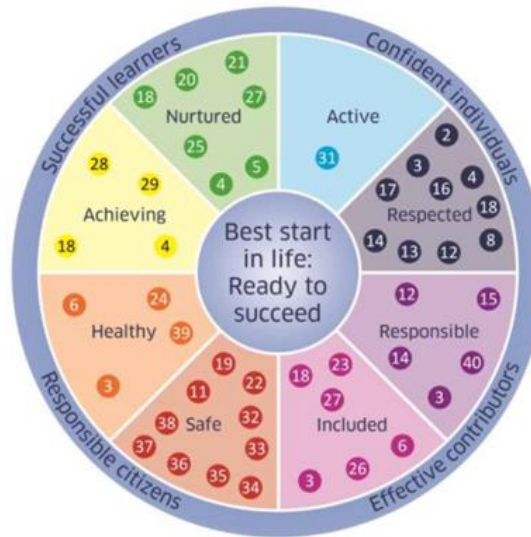 Successful learners
Confident individuals
Responsible citizens
Effective contributors
Best start
in life:
Ready to
succeed
Nurtured
21
20
18
27
25
5
4
Active
31
Respected
2
3
4
17
16
18
14
13
12
8
Responsible
12
15
14
40
3
Included
18
23
27
6
26
3
Safe
19
11
22
38
32
37
33
36
35
34
Healthy
6
24
39
3
Achieving
28
29
18
4